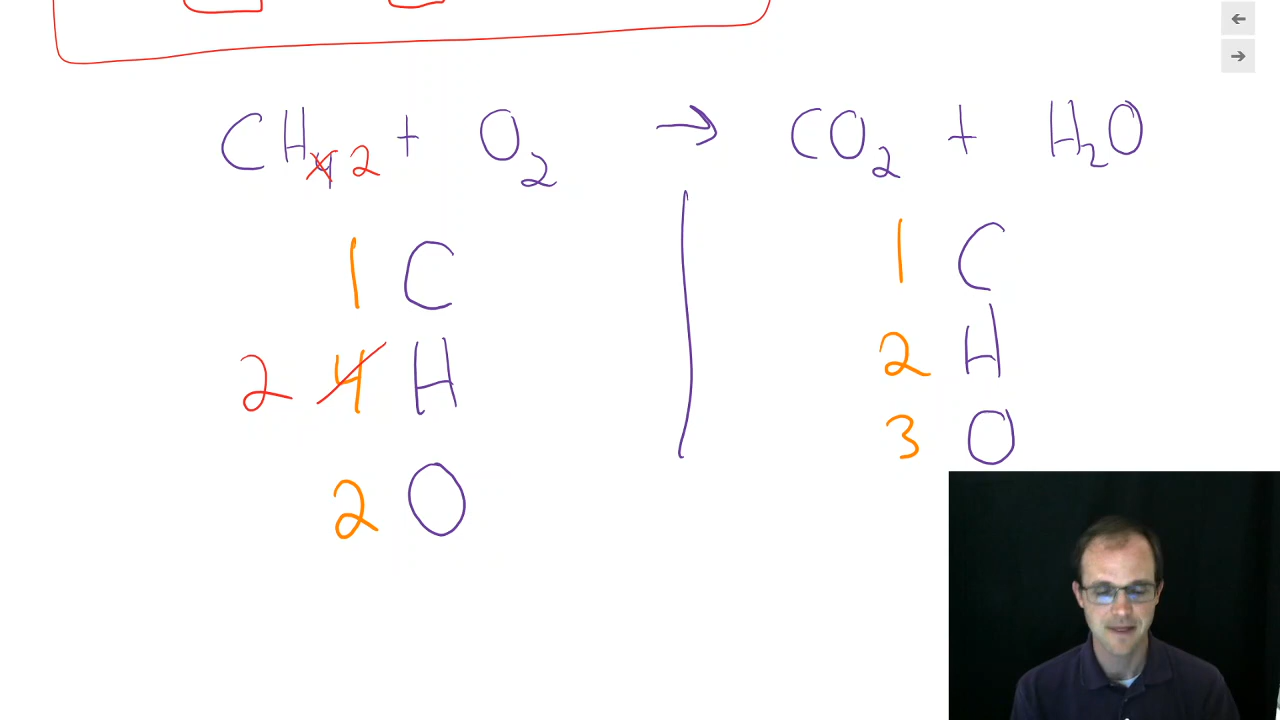 CH₄ 2 + O₂ → CO₂ + H₂O
1 C 1 C
2 4 H 2 H
2 O 3 O